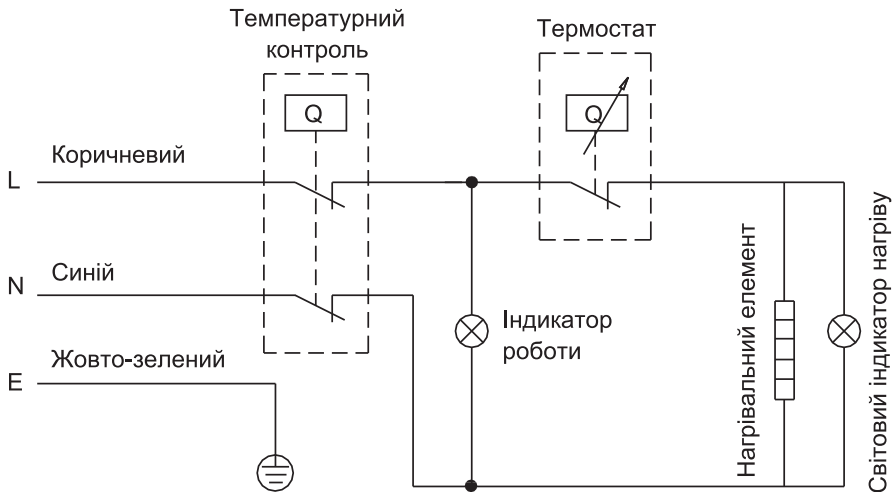 Температурний
контроль
Термостат
Q
Q
Коричневий
L
Синій
N
Індикатор
роботи
Жовто-зелений
E
Нагрівальний елемент
Світовий індикатор нагріву